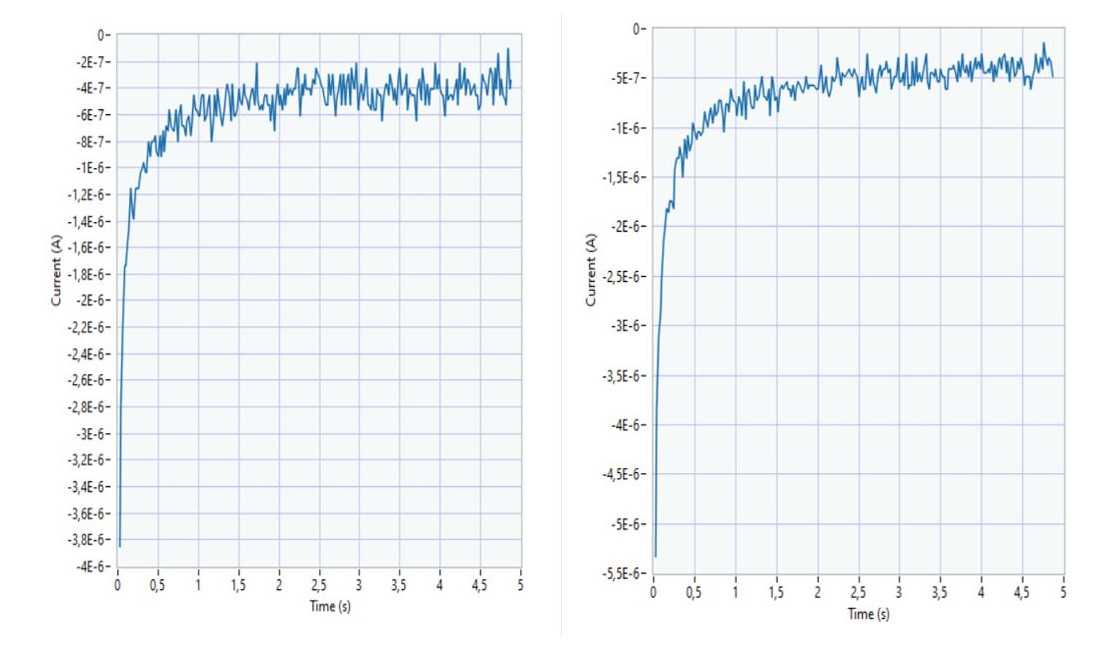 0-
-2E-7-
-4E-7-
-6E-7-
-8E-7-
-1E-6-
-1,2E-6-
-1,4E-6-
-1,6E-6-
-1,8E-6-
-2E-6-
-2,2E-6-
-2,4E-6-
-2,6E-6-
-2,8E-6-
-3E-6-
-3,2E-6-
-3,4E-6-
-3,6E-6-
-3,8E-6-
-4E-6-
Current (A)
0 0,5 1 1,5 2 2,5 3 3,5 4 4,5 5
Time (s)
0-
-5E-7-
-1E-6-
-1,5E-6-
-2E-6-
-2,5E-6-
-3E-6-
-3,5E-6-
-4E-6-
-4,5E-6-
-5E-6-
-5,5E-6-
Current (A)
0 0,5 1 1,5 2 2,5 3 3,5 4 4,5 5
Time (s)